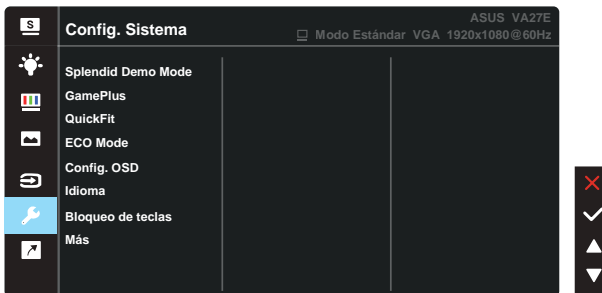 S
ASUS VA27E
Config. Sistema
Modo Estándar VGA 1920x1080@60Hz
Splendid Demo Mode
GamePlus
QuickFit
ECO Mode
Config. OSD
Idioma
Bloqueo de teclas
Más